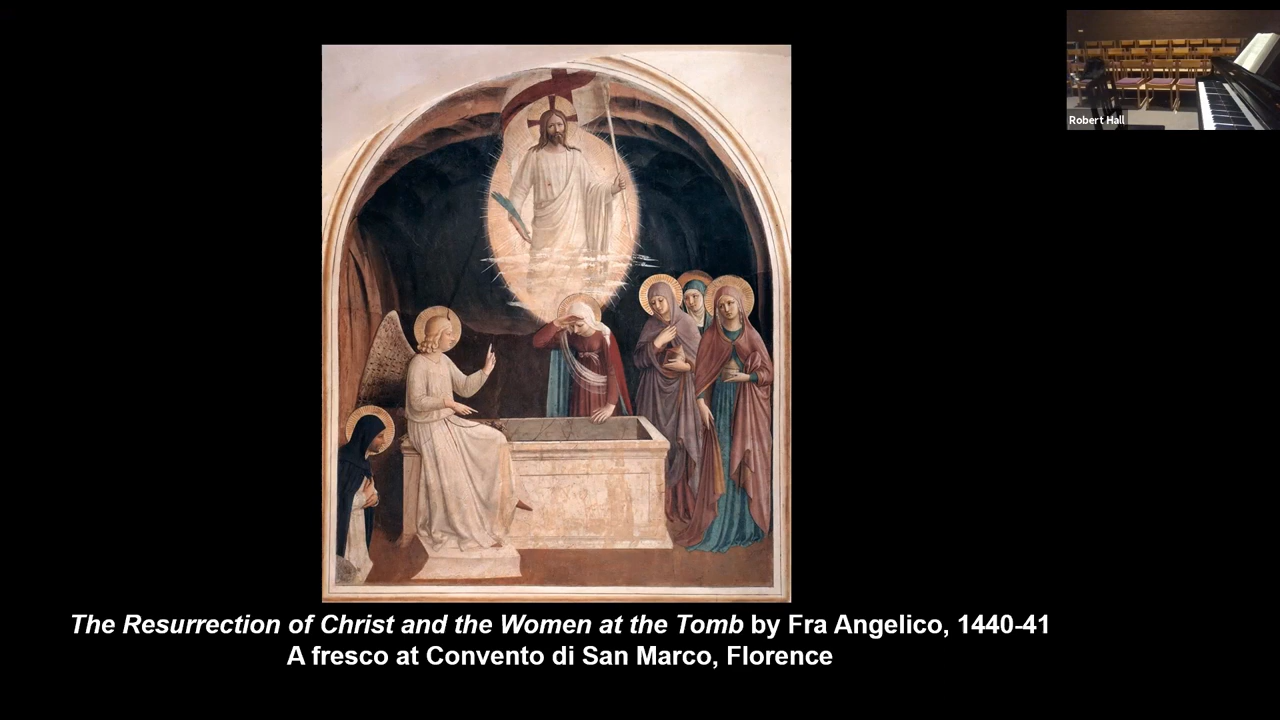 Robert Hall
The Resurrection of Christ and the Women at the Tomb by Fra Angelico, 1440-41
A fresco at Convento di San Marco, Florence